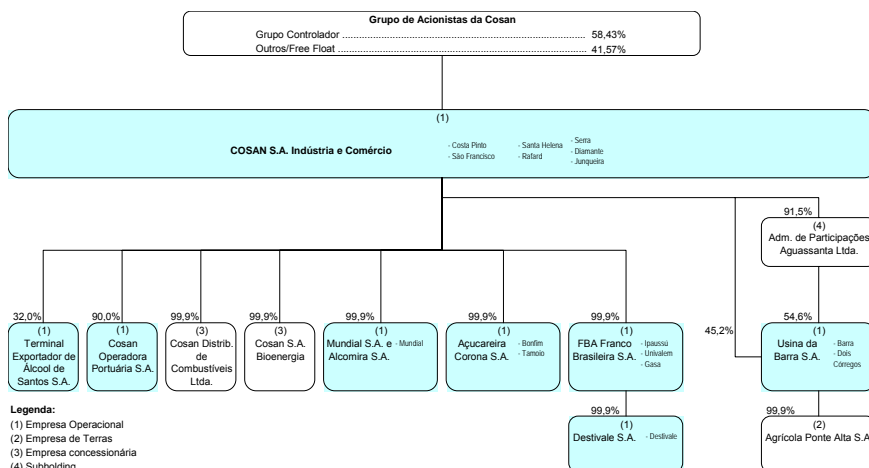 Grupo de Acionistas da Cosan
Grupo Controlador ................................................................................ 58,43%
Outros/Free Float ................................................................................ 41,57%
(1)
COSAN S.A. Indústria e Comércio
- Costa Pinto
- São Francisco
- Santa Helena
- Rafard
- Serra
- Diamante
- Junqueira
91,5%
(4)
Adm. de Participações
Aguassanta Ltda.
32,0%
(1)
Terminal
Exportador de
Álcool de
Santos S.A.
90,0%
(1)
Cosan
Operadora
Portuária S.A.
99,9%
(3)
Cosan Distrib.
de
Combustíveis
Ltda.
99,9%
(3)
Cosan S.A.
Bioenergia
99,9%
(1)
Mundial S.A. e
Alcomira S.A.
- Mundial
99,9%
(1)
Açucareira
Corona S.A.
- Bonfim
- Tamoio
99,9%
(1)
FBA Franco
Brasileira S.A.
- Ipaussú
- Univalem
- Gasa
45,2%
54,6%
(1)
Usina da
Barra S.A.
- Barra
- Dois
Córregos
99,9%
(1)
Destivale S.A.
- Destivale
99,9%
(2)
Agrícola Ponte Alta S.A
Legenda:
(1) Empresa Operacional
(2) Empresa de Terras
(3) Empresa concessionária
(4) Subholding